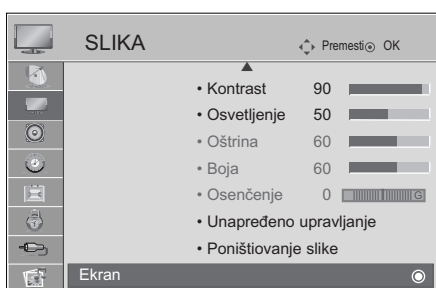 SLIKA Premesti OK
• Kontrast 90
• Osvetljenje 50
• Oštrina 60
• Boja 60
• Osenčenje 0 G
• Unapređeno upravljanje
• Poništiovanje slike
Ekran